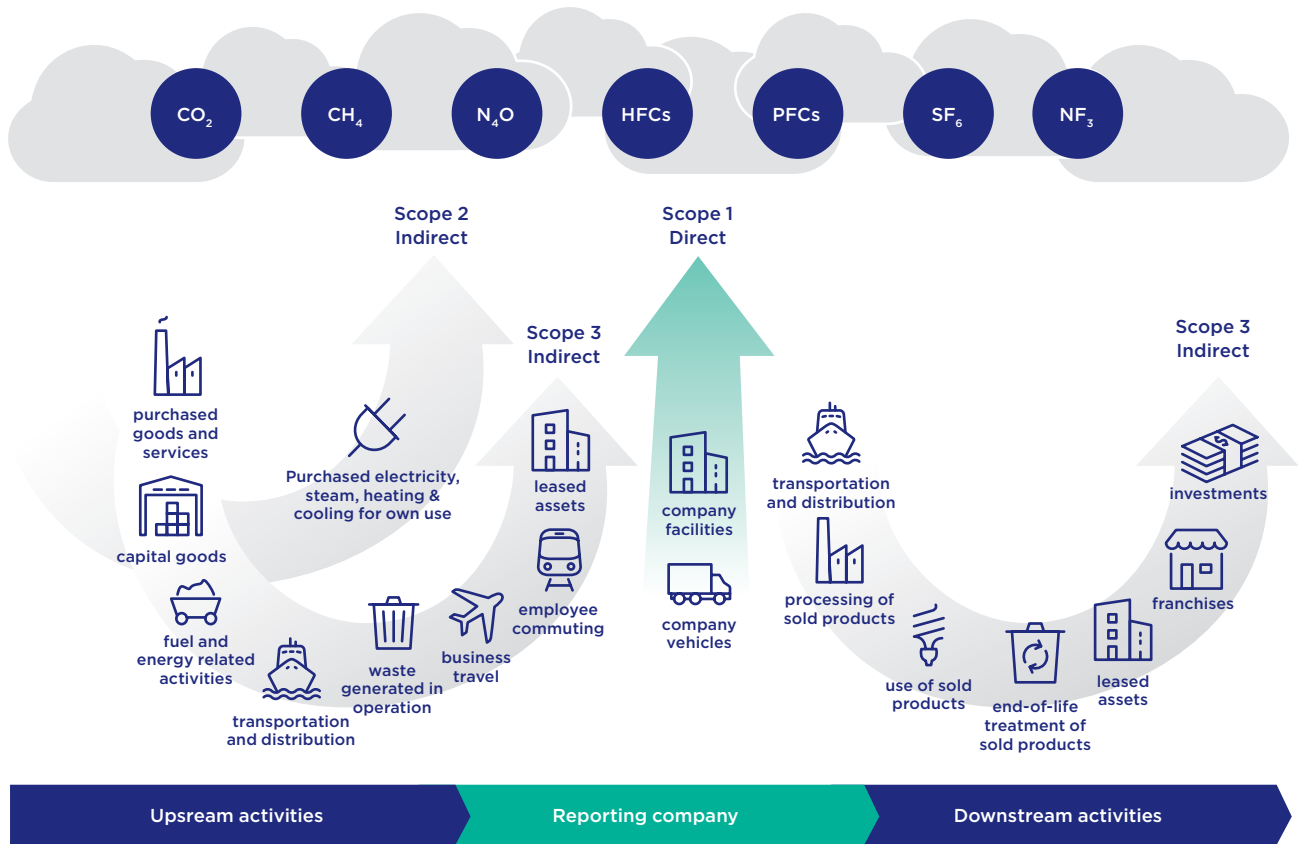 CO₂
CH₄
N₄O
HFCs
PFCs
SF₆
NF₃
Scope 2
Indirect
Scope 1
Direct
Scope 3
Indirect
Scope 3
Indirect
purchased
goods and
services
capital goods
fuel and
energy related
activities
transportation
and distribution
Purchased electricity,
steam, heating &
cooling for own use
waste
generated in
operation
business
travel
employee
commuting
leased
assets
company
facilities
company
vehicles
transportation
and distribution
processing of
sold products
use of sold
products
end-of-life
treatment of
sold products
leased
assets
franchises
investments
$
Upsream activities
Reporting company
Downstream activities